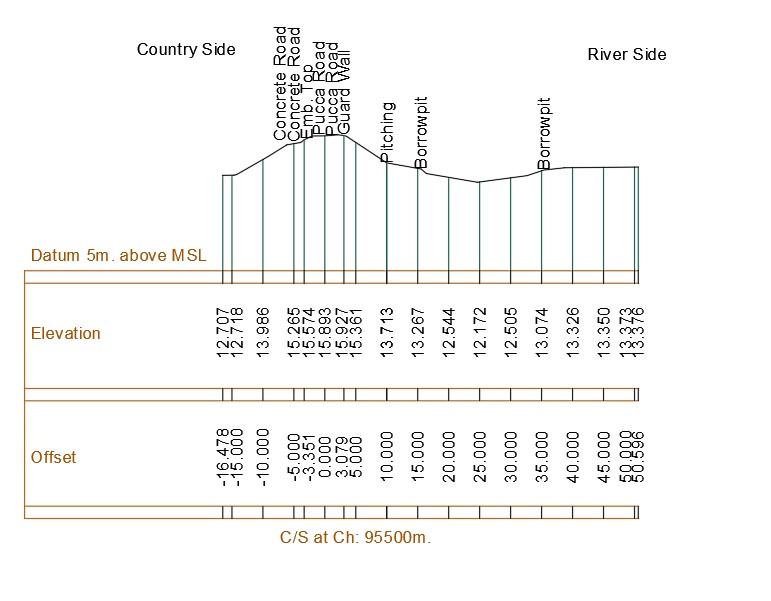 Country Side
River Side
Concrete Road
Concrete Road
Emb. Top
Pucca Road
Pucca Road
Guard Wall
Pitching
Borrowpit
Borrowpit
Datum 5m. above MSL
Elevation
12.707
12.718
13.986
15.265
15.574
15.893
15.927
15.361
13.713
13.267
12.544
12.172
12.505
13.074
13.326
13.350
13.373
13.376
Offset
-16.478
-15.000
-10.000
-5.000
-3.351
0.000
3.079
5.000
10.000
15.000
20.000
25.000
30.000
35.000
40.000
45.000
50.000
50.596
C/S at Ch: 95500m.